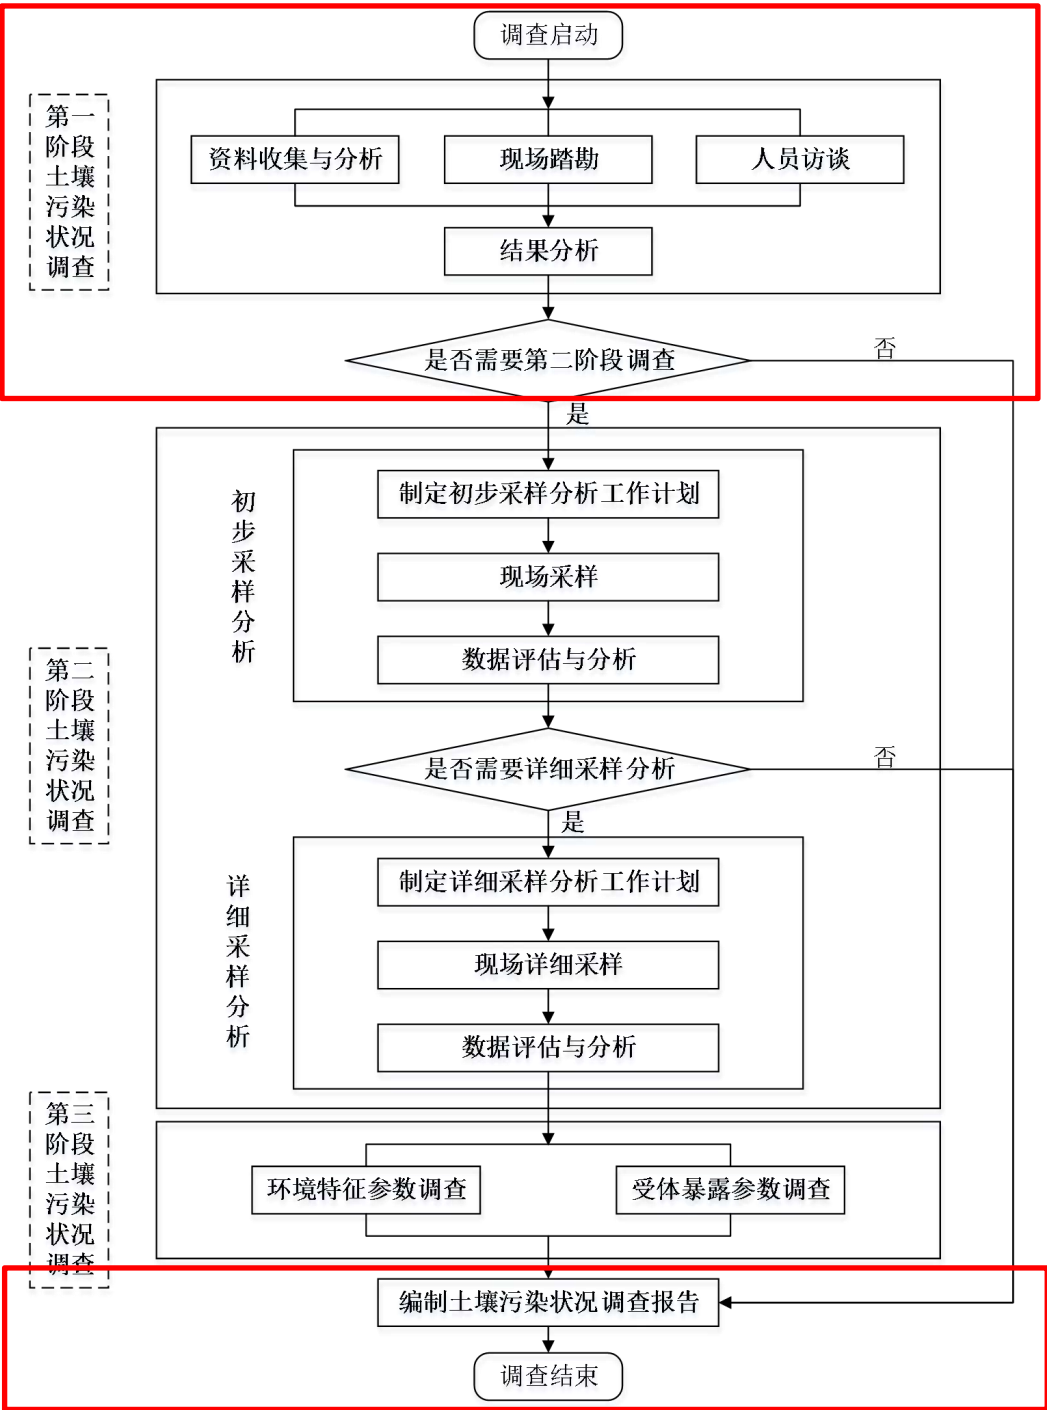 调查启动
第一
阶段
土壤
污染
状况
调查
资料收集与分析
现场踏勘
人员访谈
结果分析
是否需要第二阶段调查
否
是
初
步
采
样
分
析
制定初步采样分析工作计划
现场采样
数据评估与分析
第二
阶段
土壤
污染
状况
调查
是否需要详细采样分析
否
是
详
细
采
样
分
析
制定详细采样分析工作计划
现场详细采样
数据评估与分析
第三
阶段
土壤
污染
状况
调查
环境特征参数调查
受体暴露参数调查
编制土壤污染状况调查报告
调查结束